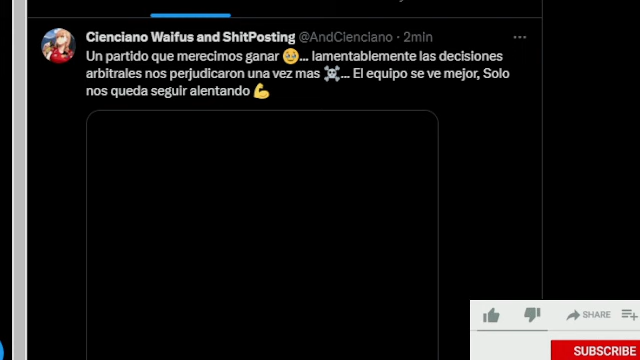 Cienciano Waifus and ShitPosting @AndCienciano · 2min
Un partido que merecimos ganar 🥹... lamentablemente las decisiones
arbitrales nos perjudicaron una vez mas ☠️... El equipo se ve mejor, Solo
nos queda seguir alentando 💪
SHARE
SUBSCRIBE